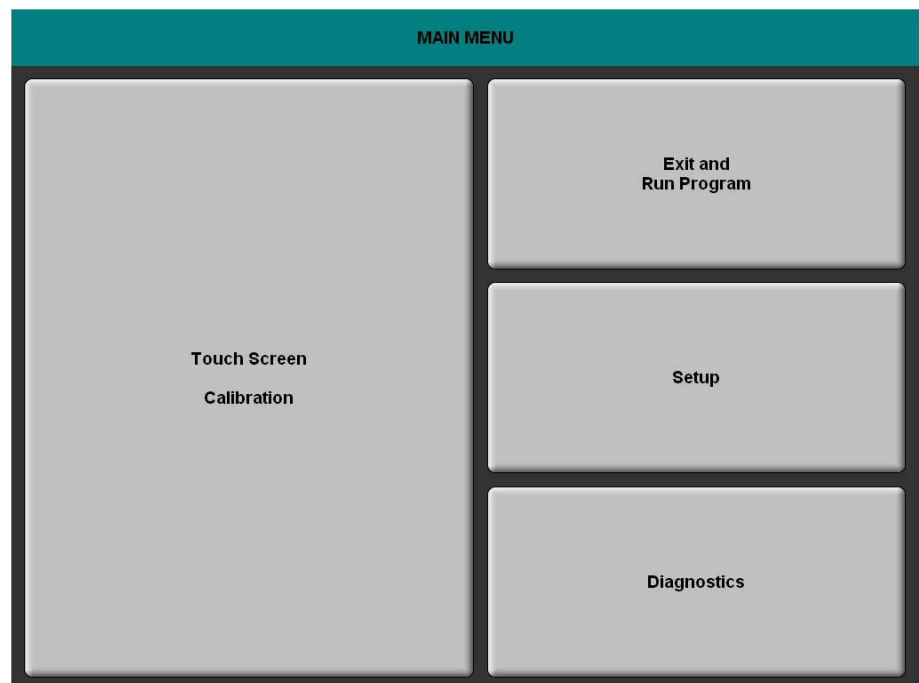 MAIN MENU
Touch Screen
Calibration
Exit and
Run Program
Setup
Diagnostics